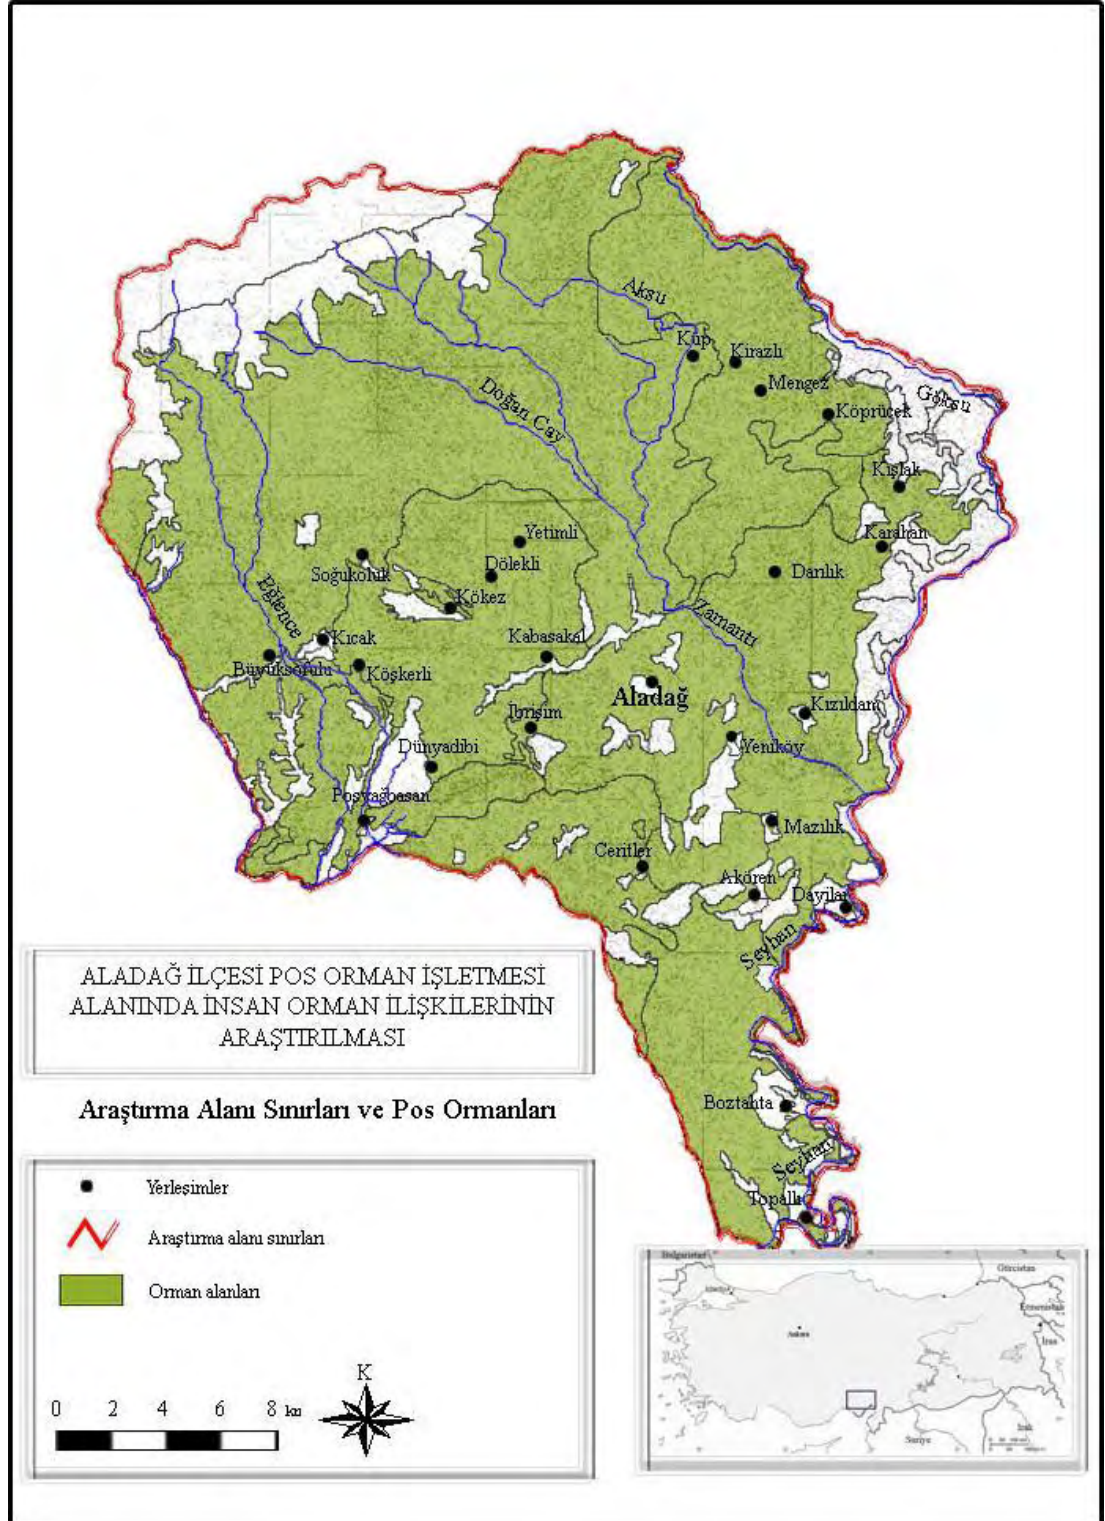 Aksu
Küp
Kirazlı
Mengez
Göksu
Köprücek
Doğan Çay
Kışlak
Yetimli
Karahan
Soğukoluk
Dölekli
Darılık
Eğlence
Kökez
Zamantı
Kıcak
Kabasakal
Büyüksofulu
Köşkerli
Aladağ
İbrişim
Kızıldam
Dünyadibi
Yeniköy
Posyağbasan
Mazılık
Ceritler
Akören
Dayılar
Seyhan
ALADAĞ İLÇESİ POS ORMAN İŞLETMESİ
ALANINDA İNSAN ORMAN İLİŞKİLERİNİN
ARAŞTIRILMASI
Araştırma Alanı Sınırları ve Pos Ormanları
Boztahta
Seyhan
Topallı
Yerleşimler
Araştırma alanı sınırları
Orman alanları
K
0 2 4 6 8 km
Bulgaristan
Gürcistan
Ermenistan
Ankara
İran
Suriye
Irak